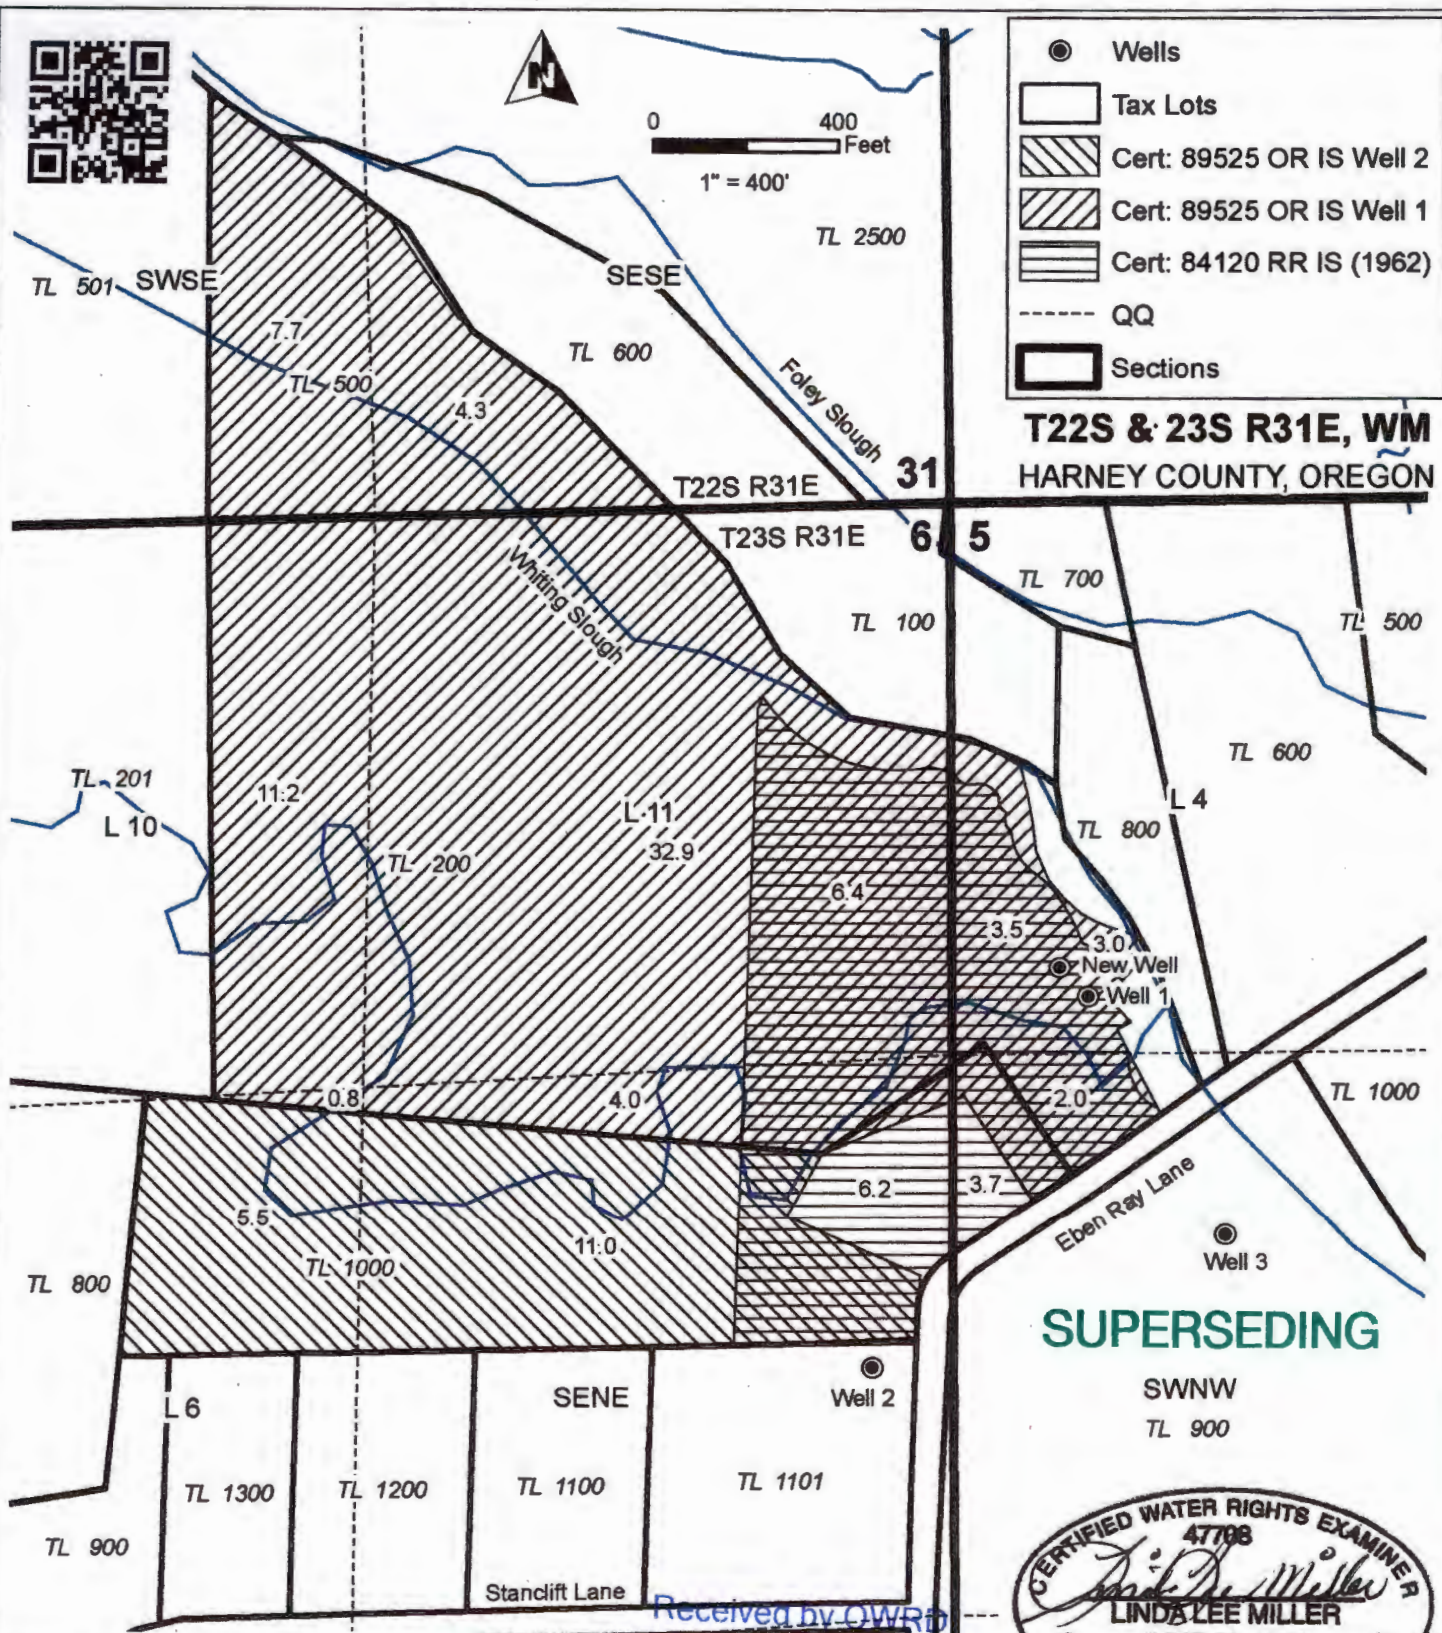 N
0 400
Feet
1" = 400'
Wells
Tax Lots
Cert: 89525 OR IS Well 2
Cert: 89525 OR IS Well 1
Cert: 84120 RR IS (1962)
QQ
Sections
T22S & 23S R31E, WM
HARNEY COUNTY, OREGON
TL 2500
TL 501
SWSE
SESE
7.7
TL 500
4.3
TL 600
Foley Slough
T22S R31E
31
T23S R31E
6 5
Whiting Slough
TL 100
TL 700
TL 500
TL 600
TL 201
L 10
11.2
TL 200
L 11
32.9
L 4
TL 800
6.4
3.5
3.0
New Well
Well 1
0.8
4.0
2.0
TL 1000
6.2
3.7
Eben Ray Lane
5.5
11.0
TL 1000
TL 800
Well 3
SUPERSEDING
L 6
SENE
Well 2
SWNW
TL 900
TL 1300
TL 1200
TL 1100
TL 1101
TL 900
Stanclift Lane
Received by OWRD
CERTIFIED WATER RIGHTS EXAMINER
47708
Linda Lee Miller
LINDA LEE MILLER